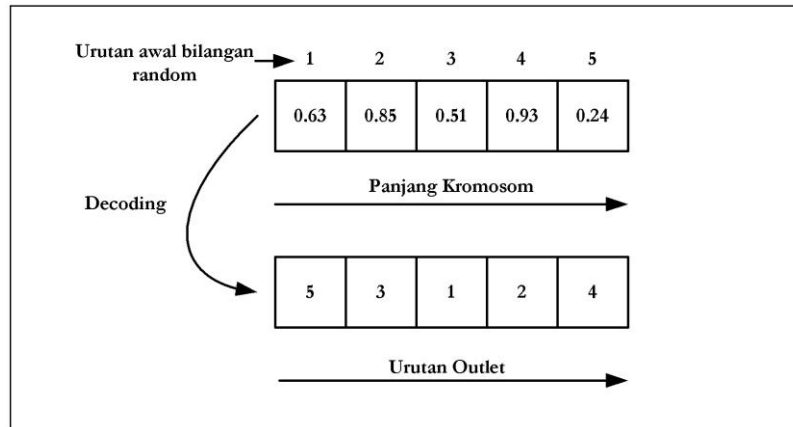 Urutan awal bilangan
random
1 2 3 4 5
0.63 0.85 0.51 0.93 0.24
Panjang Kromosom
Decoding
5 3 1 2 4
Urutan Outlet